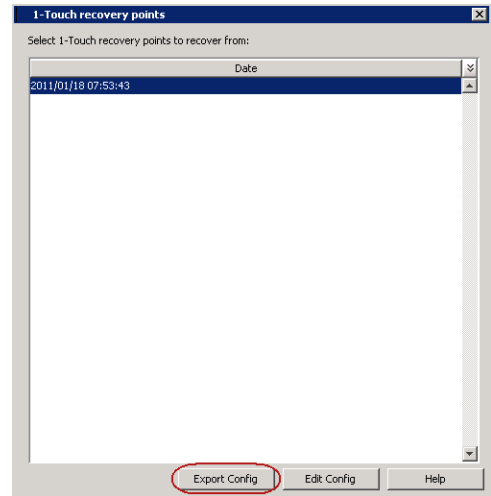 1-Touch recovery points
Select 1-Touch recovery points to recover from:
Date
2011/01/18 07:53:43
Export Config Edit Config Help